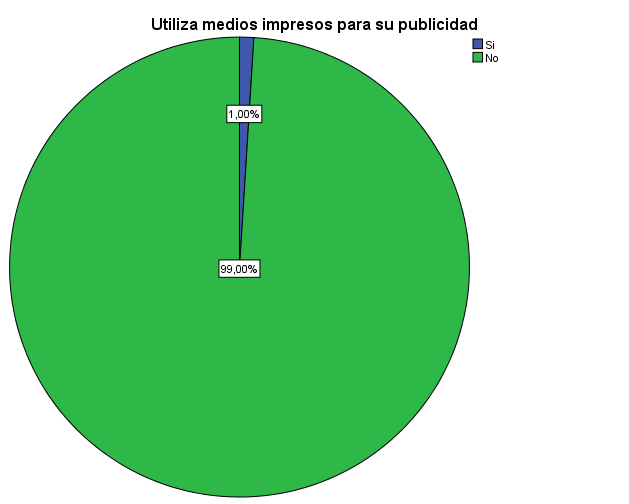 Utiliza medios impresos para su publicidad
Si
No
1,00%
99,00%